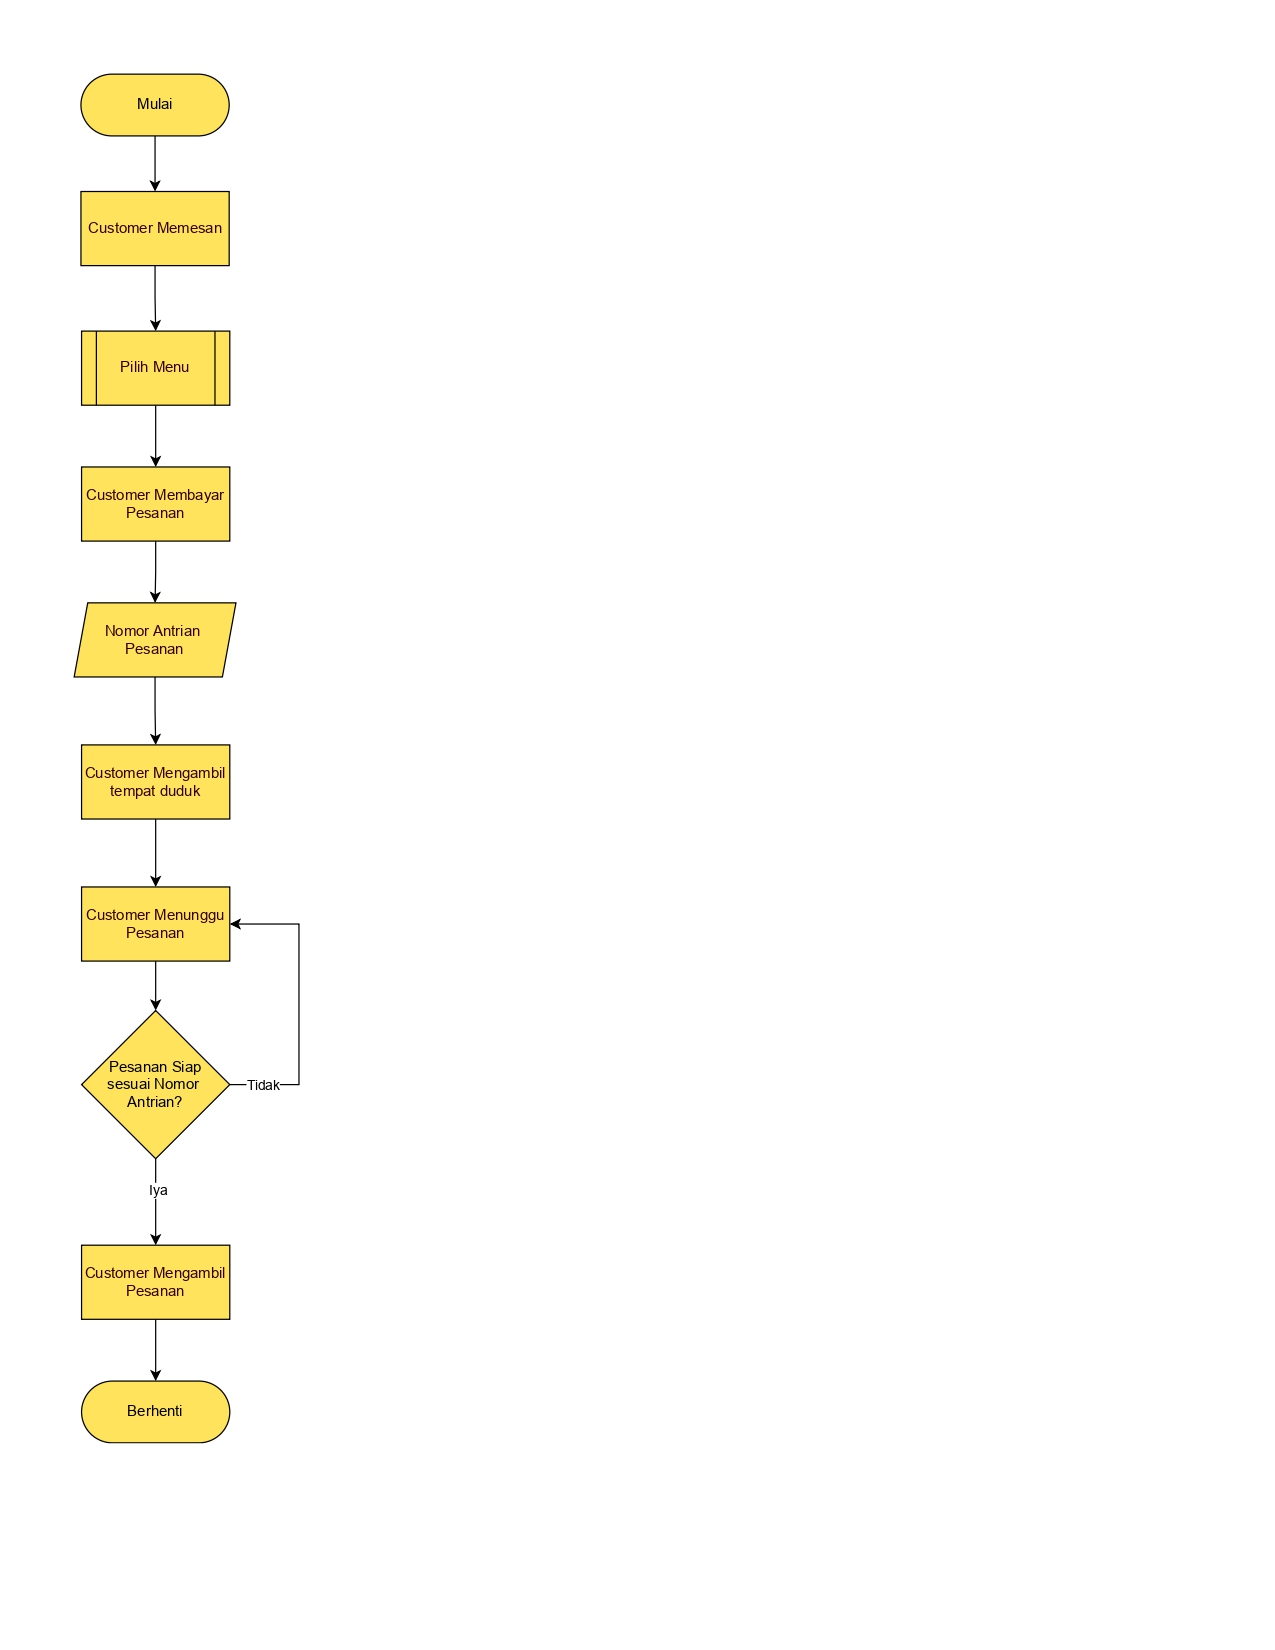 Mulai
Customer Memesan
Pilih Menu
Customer Membayar
Pesanan
Nomor Antrian
Pesanan
Customer Mengambil
tempat duduk
Customer Menunggu
Pesanan
Pesanan Siap
sesuai Nomor
Antrian?
Tidak
Iya
Customer Mengambil
Pesanan
Berhenti